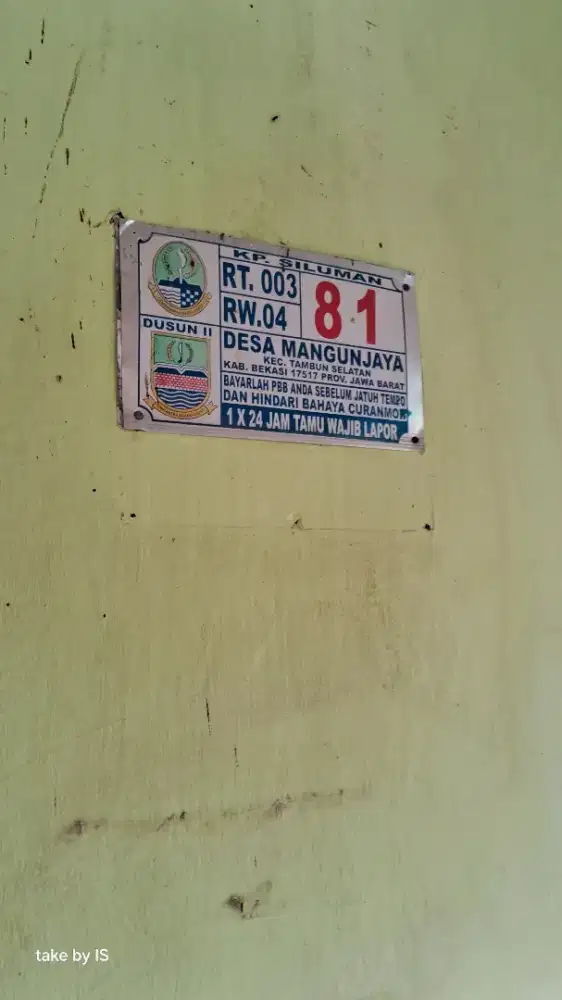 KP. SILUMAN
RT. 003
RW.04
81
DUSUN II
DESA MANGUNJAYA
KEC. TAMBUN SELATAN
KAB. BEKASI 17517 PROV. JAWA BARAT
BAYARLAH PBB ANDA SEBELUM JATUH TEMPO
DAN HINDARI BAHAYA CURANMOR
1 X 24 JAM TAMU WAJIB LAPOR
take by IS